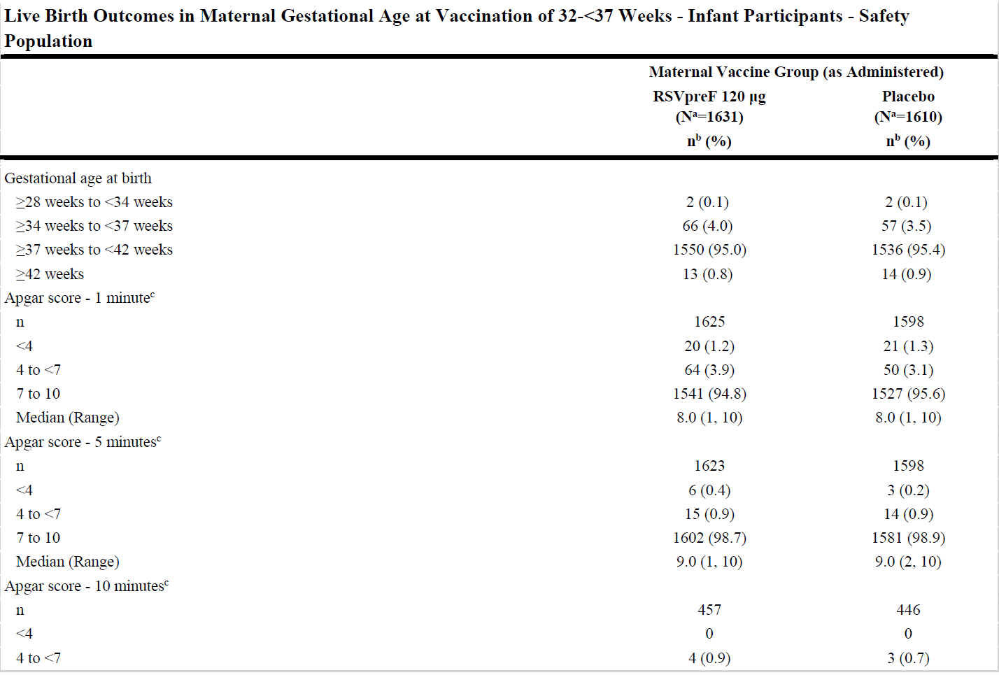 Live Birth Outcomes in Maternal Gestational Age at Vaccination of 32-<37 Weeks - Infant Participants - Safety
Population
Maternal Vaccine Group (as Administered)
RSVpreF 120 μg Placebo
(Nᵃ=1631) (Nᵃ=1610)
nᵇ (%) nᵇ (%)
Gestational age at birth
≥28 weeks to <34 weeks 2 (0.1) 2 (0.1)
≥34 weeks to <37 weeks 66 (4.0) 57 (3.5)
≥37 weeks to <42 weeks 1550 (95.0) 1536 (95.4)
≥42 weeks 13 (0.8) 14 (0.9)
Apgar score - 1 minuteᶜ
n 1625 1598
<4 20 (1.2) 21 (1.3)
4 to <7 64 (3.9) 50 (3.1)
7 to 10 1541 (94.8) 1527 (95.6)
Median (Range) 8.0 (1, 10) 8.0 (1, 10)
Apgar score - 5 minutesᶜ
n 1623 1598
<4 6 (0.4) 3 (0.2)
4 to <7 15 (0.9) 14 (0.9)
7 to 10 1602 (98.7) 1581 (98.9)
Median (Range) 9.0 (1, 10) 9.0 (2, 10)
Apgar score - 10 minutesᶜ
n 457 446
<4 0 0
4 to <7 4 (0.9) 3 (0.7)